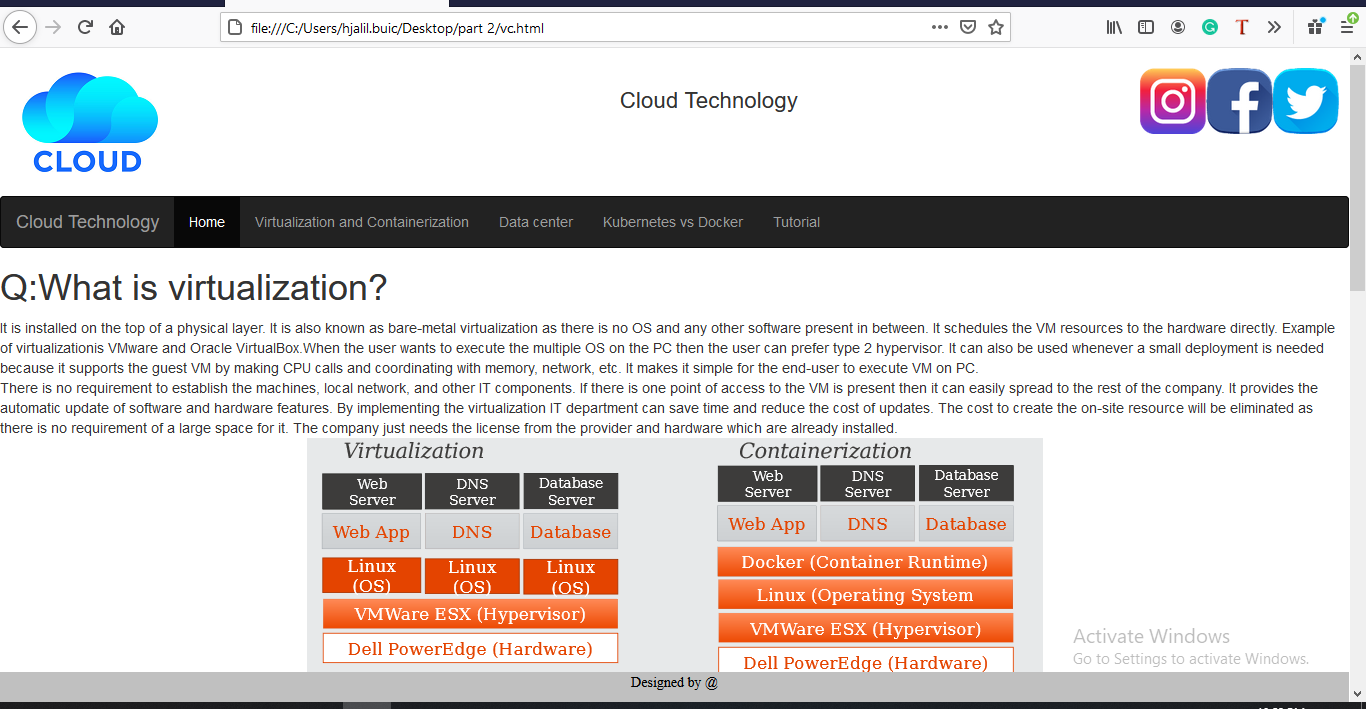 file:///C:/Users/hjalil.buic/Desktop/part 2/vc.html
CLOUD
Cloud Technology
Cloud Technology Home Virtualization and Containerization Data center Kubernetes vs Docker Tutorial
Q:What is virtualization?
It is installed on the top of a physical layer. It is also known as bare-metal virtualization as there is no OS and any other software present in between. It schedules the VM resources to the hardware directly. Example
of virtualizationis VMware and Oracle VirtualBox.When the user wants to execute the multiple OS on the PC then the user can prefer type 2 hypervisor. It can also be used whenever a small deployment is needed
because it supports the guest VM by making CPU calls and coordinating with memory, network, etc. It makes it simple for the end-user to execute VM on PC.
There is no requirement to establish the machines, local network, and other IT components. If there is one point of access to the VM is present then it can easily spread to the rest of the company. It provides the
automatic update of software and hardware features. By implementing the virtualization IT department can save time and reduce the cost of updates. The cost to create the on-site resource will be eliminated as
there is no requirement of a large space for it. The company just needs the license from the provider and hardware which are already installed.
Virtualization
Web Server
DNS Server
Database Server
Web App
DNS
Database
Linux (OS)
Linux (OS)
Linux (OS)
VMWare ESX (Hypervisor)
Dell PowerEdge (Hardware)
Containerization
Web Server
DNS Server
Database Server
Web App
DNS
Database
Docker (Container Runtime)
Linux (Operating System
VMWare ESX (Hypervisor)
Dell PowerEdge (Hardware)
Activate Windows
Go to Settings to activate Windows.
Designed by @